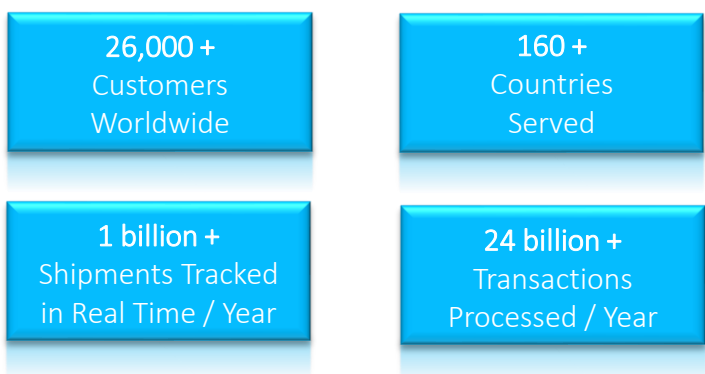 26,000 +
Customers
Worldwide
160 +
Countries
Served
1 billion +
Shipments Tracked
in Real Time / Year
24 billion +
Transactions
Processed / Year